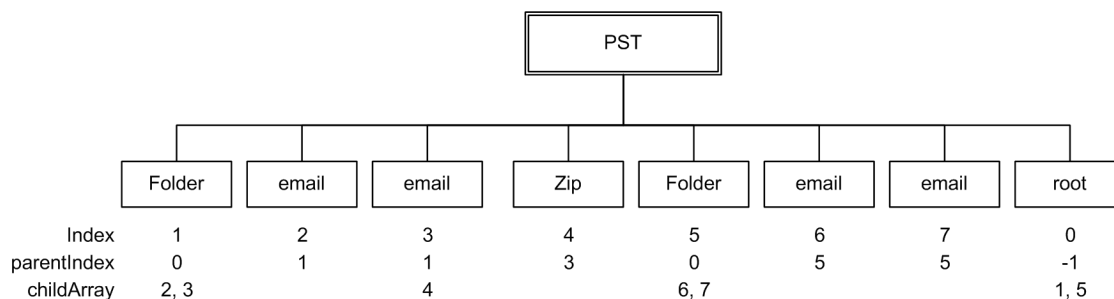 PST
Folder email email Zip Folder email email root
Index 1 2 3 4 5 6 7 0
parentIndex 0 1 1 3 0 5 5 -1
childArray 2, 3 4 6, 7 1, 5